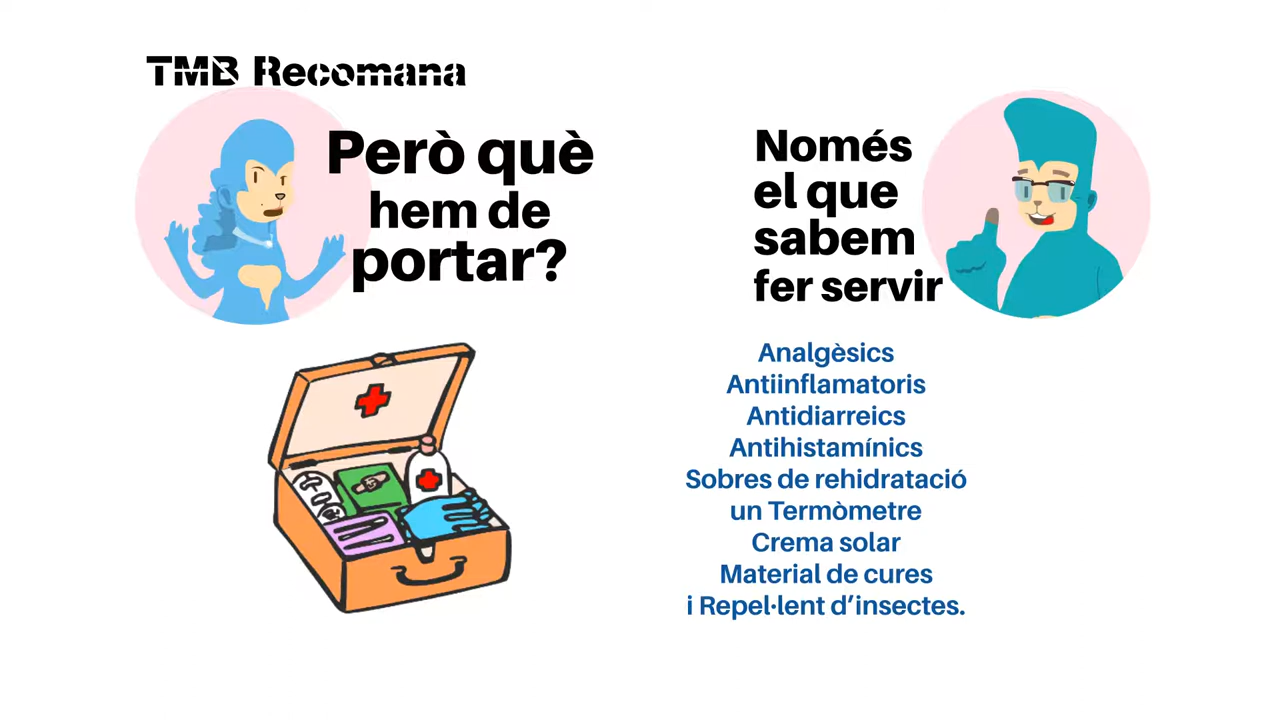 TMB Recomana
Però què
hem de
portar?
Només
el que
sabem
fer servir
Analgèsics
Antiinflamatoris
Antidiarreics
Antihistamínics
Sobres de rehidratació
un Termòmetre
Crema solar
Material de cures
i Repel·lent d’insectes.